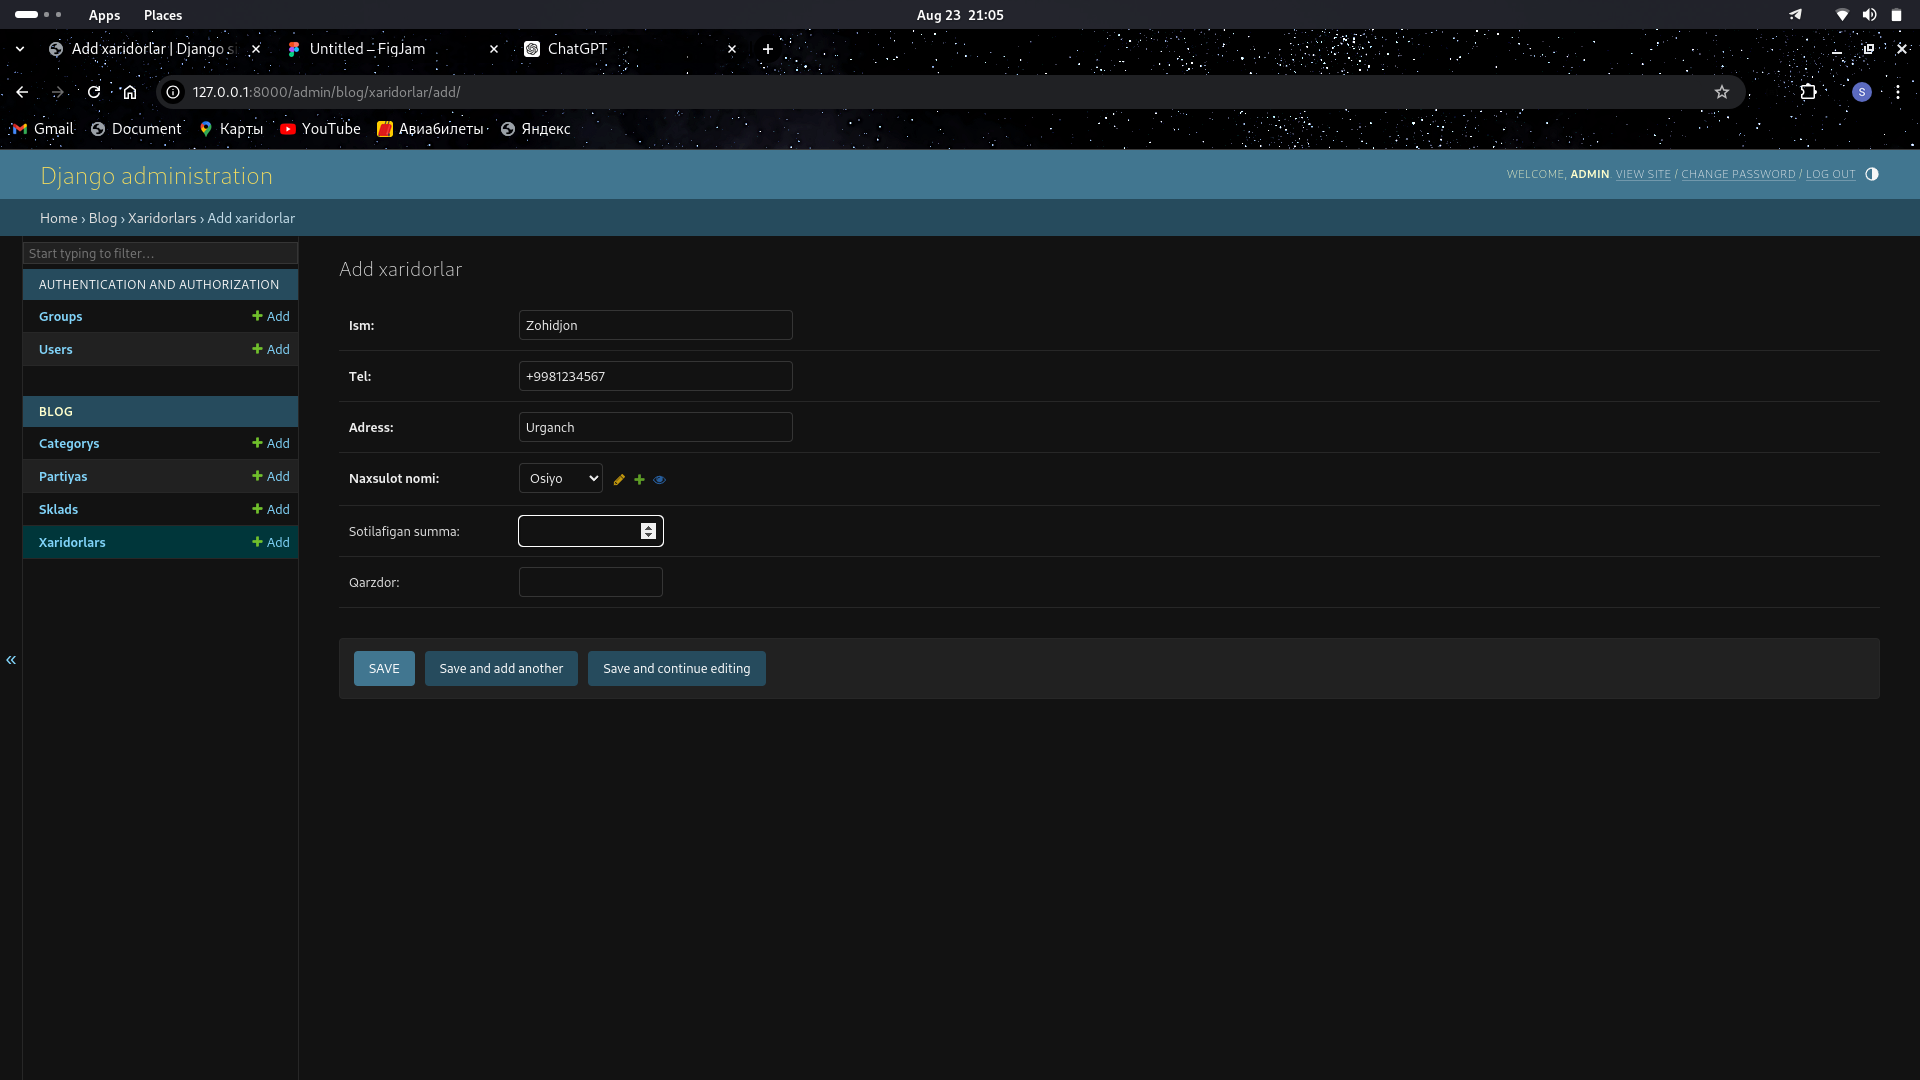 Apps Places Aug 23 21:05
Add xaridorlar | Django Untitled – FigJam ChatGPT
127.0.0.1:8000/admin/blog/xaridorlar/add/
S
Gmail Document Карты YouTube Авиабилеты Яндекс
Django administration
WELCOME, ADMIN. VIEW SITE / CHANGE PASSWORD / LOG OUT
Home › Blog › Xaridorlars › Add xaridorlar
Start typing to filter...
AUTHENTICATION AND AUTHORIZATION
Groups + Add
Users + Add
BLOG
Categorys + Add
Partiyas + Add
Sklads + Add
Xaridorlars + Add
«
Add xaridorlar
Ism: Zohidjon
Tel: +9981234567
Adress: Urganch
Naxsulot nomi: Osiyo
Sotilafigan summa:
Qarzdor:
SAVE Save and add another Save and continue editing